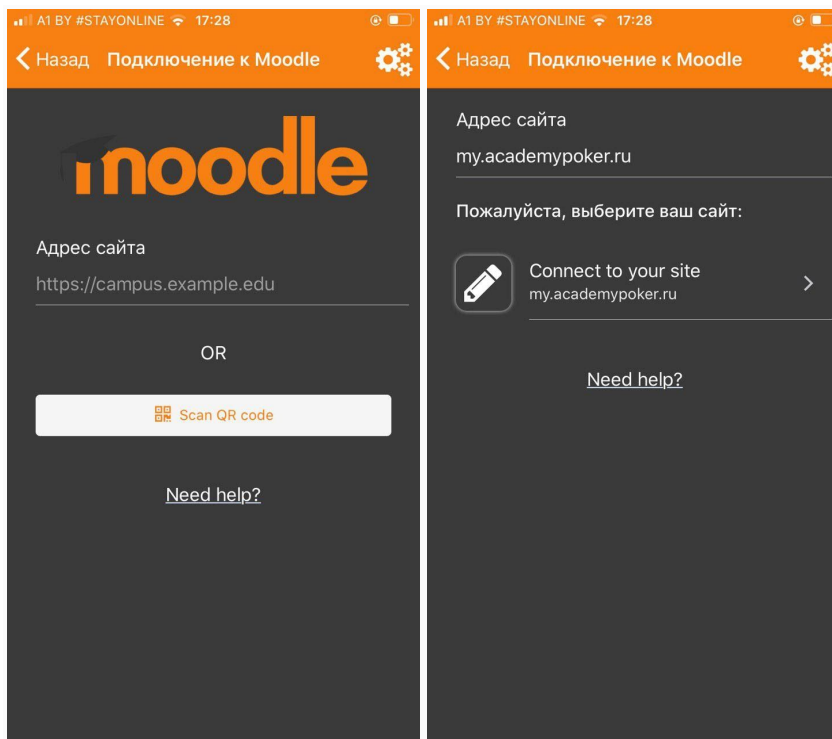 A1 BY #STAYONLINE 17:28
Назад Подключение к Moodle
moodle
Адрес сайта
https://campus.example.edu
OR
Scan QR code
Need help?
A1 BY #STAYONLINE 17:28
Назад Подключение к Moodle
Адрес сайта
my.academypoker.ru
Пожалуйста, выберите ваш сайт:
Connect to your site
my.academypoker.ru
Need help?